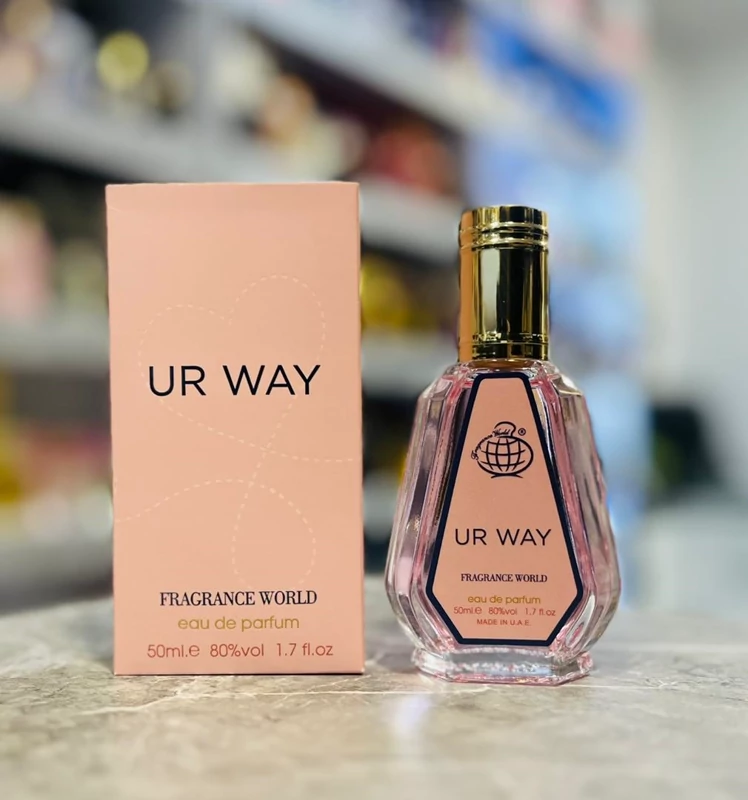 UR WAY
FRAGRANCE WORLD
eau de parfum
50ml.e 80%vol 1.7 fl.oz
Fragrance World ®
UR WAY
FRAGRANCE WORLD
eau de parfum
50ml.e 80%vol 1.7 fl.oz
MADE IN U.A.E.